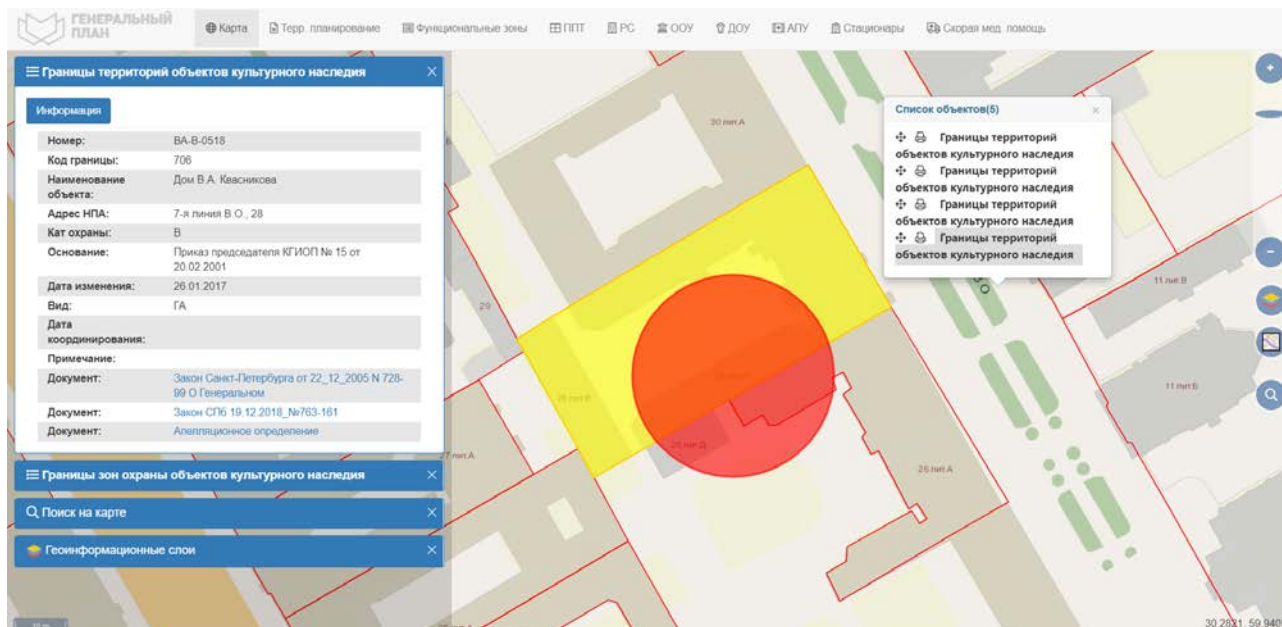 ГЕНЕРАЛЬНЫЙ
ПЛАН
Карта
Терр. планирование
Функциональные зоны
ППТ
РС
ООУ
ДОУ
АПУ
Стационары
Скорая мед. помощь
Границы территорий объектов культурного наследия
Информация
Номер: ВА-В-0518
Код границы: 706
Наименование объекта: Дом В.А. Квасникова
Адрес НПА: 7-я линия В.О., 28
Кат охраны: В
Основание: Приказ председателя КГИОП № 15 от
20.02.2001
Дата изменения: 26.01.2017
Вид: ГА
Дата
координирования:
Примечание:
Документ: Закон Санкт-Петербурга от 22_12_2005 N 728-
99 О Генеральном
Документ: Закон СПб 19.12.2018_№763-161
Документ: Апелляционное определение
Границы зон охраны объектов культурного наследия
Поиск на карте
Геоинформационные слои
Список объектов(5)
Границы территорий
объектов культурного наследия
Границы территорий
объектов культурного наследия
Границы территорий
объектов культурного наследия
Границы территорий
объектов культурного наследия
30 лит.А
29
11 лит.В
11 лит.Б
28 лит.Д
27 лит.А
26 лит.А
30.2821, 59.940